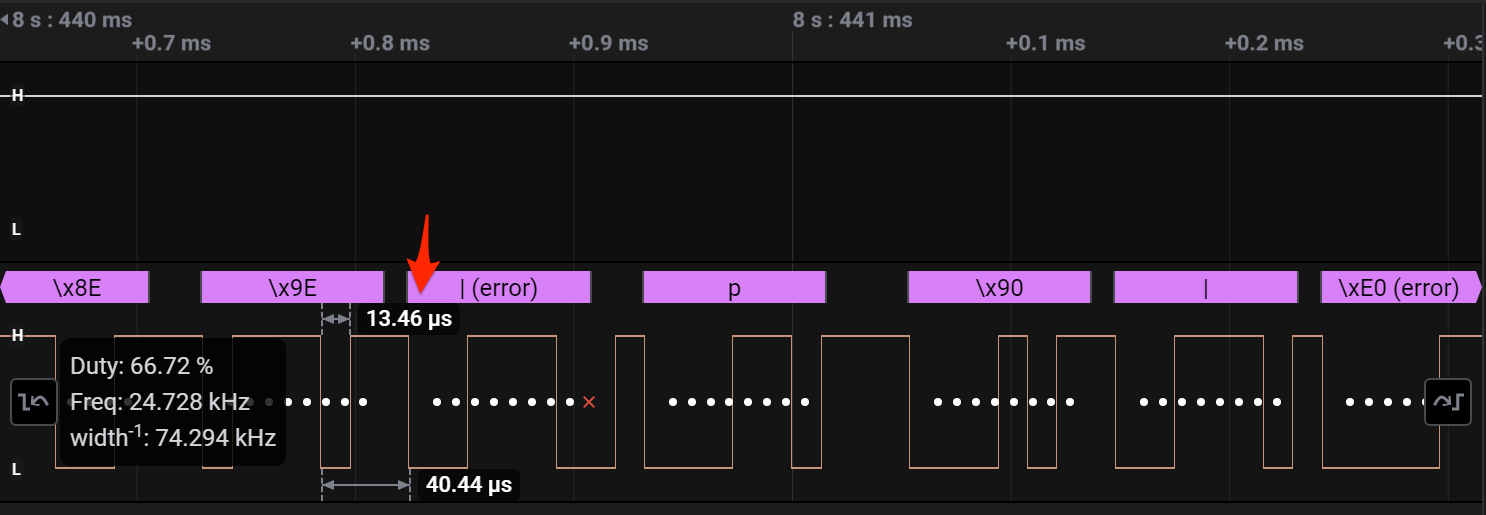 8 s : 440 ms
8 s : 441 ms
+0.7 ms
+0.8 ms
+0.9 ms
+0.1 ms
+0.2 ms
+0.3
H
L
\x8E
\x9E
| (error)
p
\x90
|
\xE0 (error)
13.46 µs
H
Duty: 66.72 %
Freq: 24.728 kHz
width-1: 74.294 kHz
L
40.44 µs